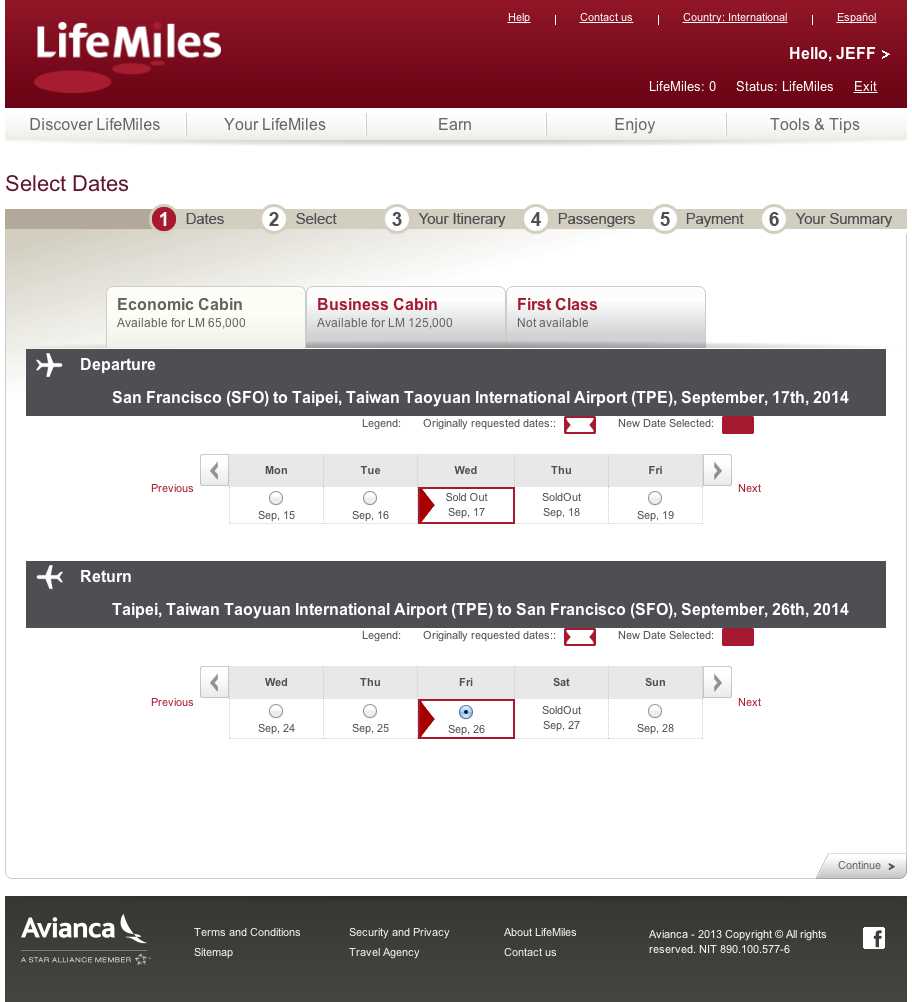 Help | Contact us | Country: International | Español
LifeMiles
Hello, JEFF >
LifeMiles: 0 Status: LifeMiles Exit
Discover LifeMiles Your LifeMiles Earn Enjoy Tools & Tips
Select Dates
1 Dates 2 Select 3 Your Itinerary 4 Passengers 5 Payment 6 Your Summary
Economic Cabin Business Cabin First Class
Available for LM 65,000 Available for LM 125,000 Not available
Departure
San Francisco (SFO) to Taipei, Taiwan Taoyuan International Airport (TPE), September, 17th, 2014
Legend: Originally requested dates:: New Date Selected:
Mon Tue Wed Thu Fri
Previous Next
Sold Out SoldOut
Sep, 15 Sep, 16 Sep, 17 Sep, 18 Sep, 19
Return
Taipei, Taiwan Taoyuan International Airport (TPE) to San Francisco (SFO), September, 26th, 2014
Legend: Originally requested dates:: New Date Selected:
Wed Thu Fri Sat Sun
Previous Next
SoldOut
Sep, 24 Sep, 25 Sep, 26 Sep, 27 Sep, 28
Continue >
Avianca
A STAR ALLIANCE MEMBER
Terms and Conditions Security and Privacy About LifeMiles
Sitemap Travel Agency Contact us
Avianca - 2013 Copyright © All rights
reserved. NIT 890.100.577-6
f